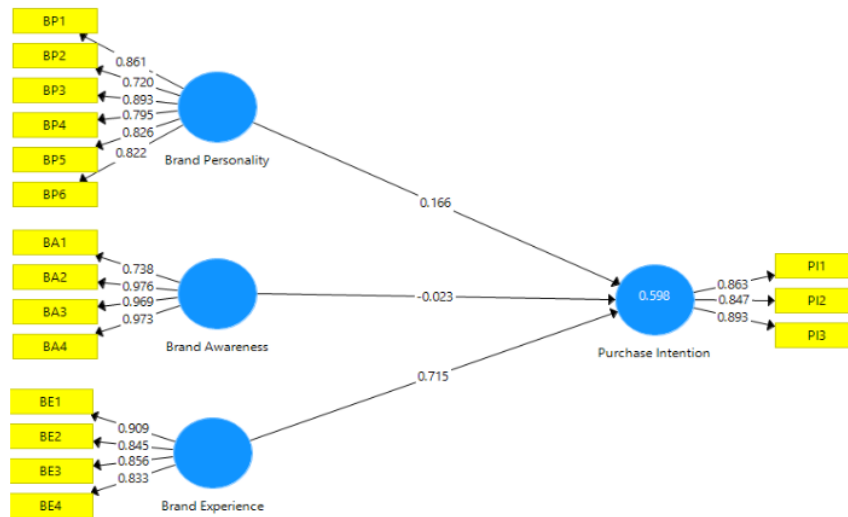 BP1
BP2
BP3
BP4
BP5
BP6
0.861
0.720
0.893
0.795
0.826
0.822
Brand Personality
0.166
BA1
BA2
BA3
BA4
0.738
0.976
0.969
0.973
Brand Awareness
-0.023
0.598
Purchase Intention
0.863
0.847
0.893
PI1
PI2
PI3
BE1
BE2
BE3
BE4
0.909
0.845
0.856
0.833
Brand Experience
0.715